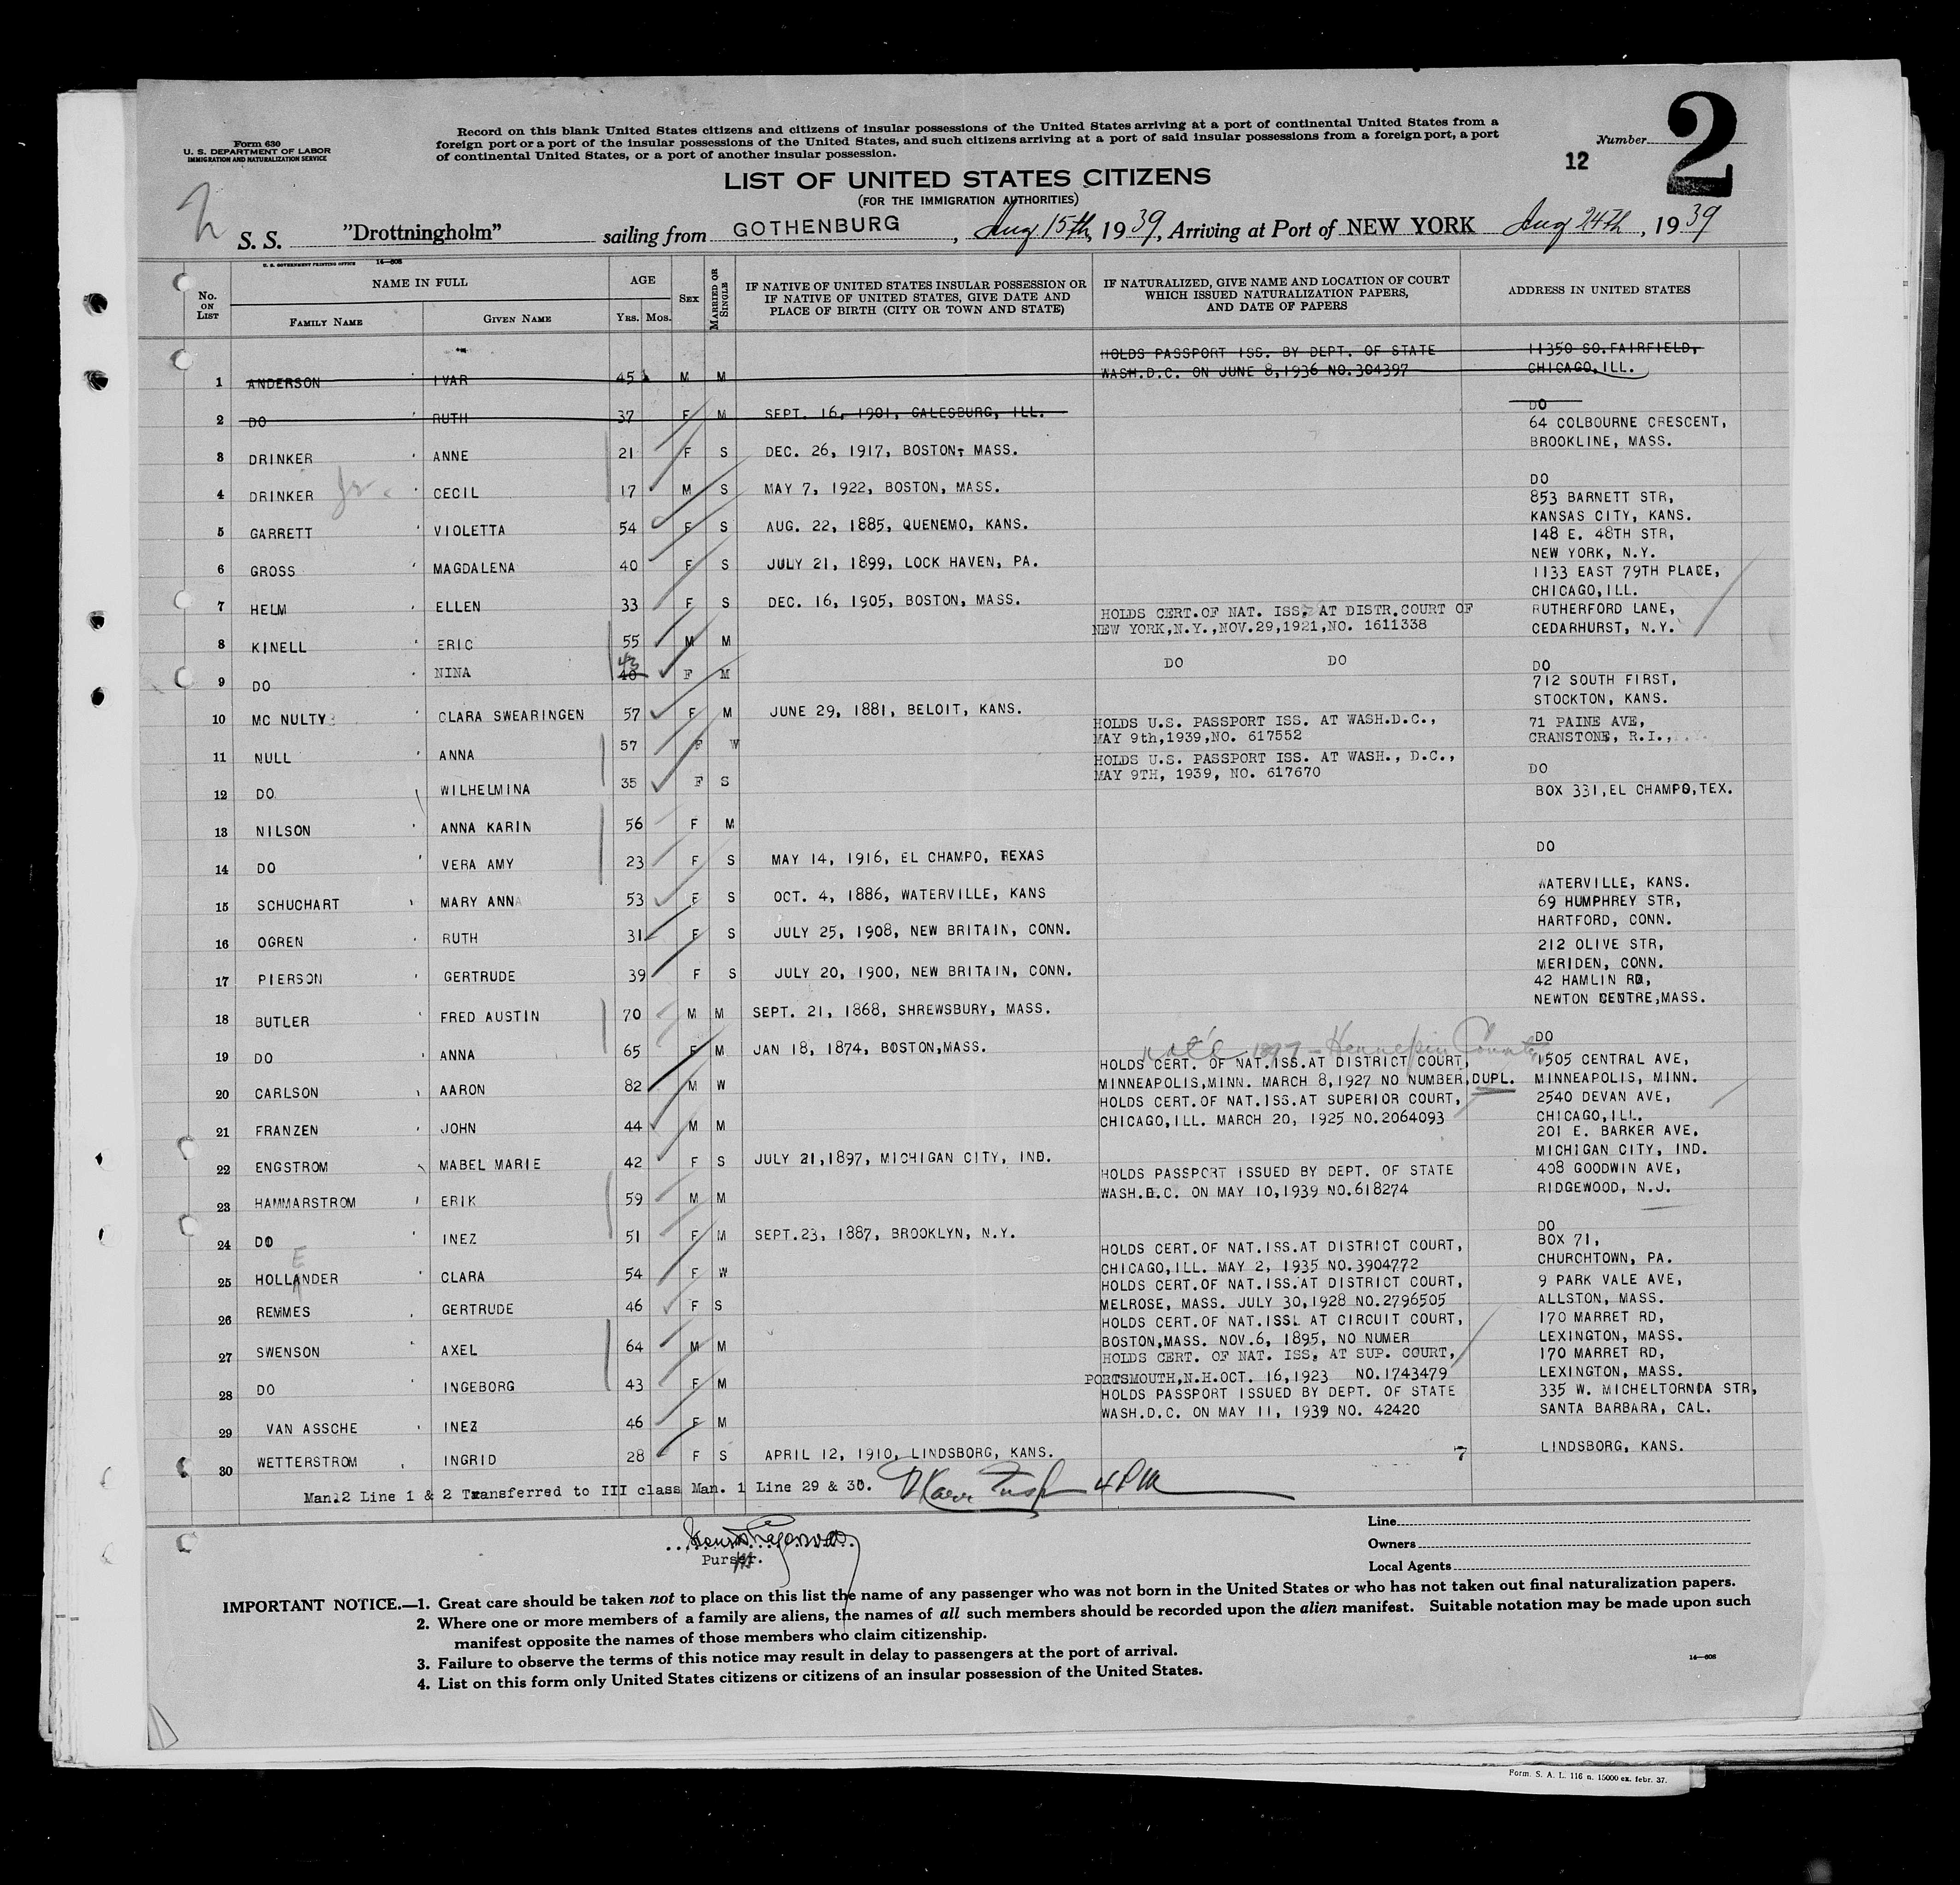 Form 630
U. S. DEPARTMENT OF LABOR
IMMIGRATION AND NATURALIZATION SERVICE
Record on this blank United States citizens and citizens of insular possessions of the United States arriving at a port of continental United States from a
foreign port or a port of the insular possessions of the United States, and such citizens arriving at a port of said insular possessions from a foreign port, a port
of continental United States, or a port of another insular possession.
Number 2
12
LIST OF UNITED STATES CITIZENS
(FOR THE IMMIGRATION AUTHORITIES)
S. S. "Drottningholm" sailing from GOTHENBURG, Aug 15th, 1939, Arriving at Port of NEW YORK Aug 24th, 1939
U. S. GOVERNMENT PRINTING OFFICE 14—608
No. ON LIST
NAME IN FULL
FAMILY NAME
GIVEN NAME
AGE
YRS. MOS.
SEX
MARRIED OR SINGLE
IF NATIVE OF UNITED STATES INSULAR POSSESSION OR
IF NATIVE OF UNITED STATES, GIVE DATE AND
PLACE OF BIRTH (CITY OR TOWN AND STATE)
IF NATURALIZED, GIVE NAME AND LOCATION OF COURT
WHICH ISSUED NATURALIZATION PAPERS,
AND DATE OF PAPERS
ADDRESS IN UNITED STATES
HOLDS PASSPORT ISS. BY DEPT. OF STATE 11350 SO. FAIRFIELD,
1 ANDERSON IVAR 45 M M WASH.D.C. ON JUNE 8,1936 NO.304397 CHICAGO, ILL.
2 DO RUTH 37 F M SEPT. 16, 1901, GALESBURG, ILL. DO
64 COLBOURNE CRESCENT,
3 DRINKER ANNE 21 F S DEC. 26, 1917, BOSTON, MASS. BROOKLINE, MASS.
4 DRINKER Jr. CECIL 17 M S MAY 7, 1922, BOSTON, MASS. DO
853 BARNETT STR,
5 GARRETT VIOLETTA 54 F S AUG. 22, 1885, QUENEMO, KANS. KANSAS CITY, KANS.
148 E. 48TH STR,
6 GROSS MAGDALENA 40 F S JULY 21, 1899, LOCK HAVEN, PA. NEW YORK, N.Y.
1133 EAST 79TH PLACE,
7 HELM ELLEN 33 F S DEC. 16, 1905, BOSTON, MASS. CHICAGO,ILL.
HOLDS CERT.OF NAT. ISS. AT DISTR.COURT OF RUTHERFORD LANE,
8 KINELL ERIC 55 M M NEW YORK,N.Y.,NOV.29,1921,NO. 1611338 CEDARHURST, N.Y.
9 DO NINA 43 40 F M DO DO DO
712 SOUTH FIRST,
10 MC NULTY CLARA SWEARINGEN 57 F M JUNE 29, 1881, BELOIT, KANS. STOCKTON, KANS.
HOLDS U.S. PASSPORT ISS. AT WASH.D.C., 71 PAINE AVE,
11 NULL ANNA 57 F W MAY 9th,1939,NO. 617552 CRANSTONE, R.I.,
HOLDS U.S. PASSPORT ISS. AT WASH., D.C.,
12 DO WILHELMINA 35 F S MAY 9TH, 1939, NO. 617670 DO
BOX 331,EL CHAMPO,TEX.
13 NILSON ANNA KARIN 56 F M
14 DO VERA AMY 23 F S MAY 14, 1916, EL CHAMPO, TEXAS DO
15 SCHUCHART MARY ANNA 53 F S OCT. 4, 1886, WATERVILLE, KANS WATERVILLE, KANS.
69 HUMPHREY STR,
16 OGREN RUTH 31 F S JULY 25, 1908, NEW BRITAIN, CONN. HARTFORD, CONN.
212 OLIVE STR,
17 PIERSON GERTRUDE 39 F S JULY 20, 1900, NEW BRITAIN, CONN. MERIDEN, CONN.
42 HAMLIN RD,
18 BUTLER FRED AUSTIN 70 M M SEPT. 21, 1868, SHREWSBURY, MASS. NEWTON CENTRE,MASS.
19 DO ANNA 65 F M JAN 18, 1874, BOSTON,MASS. DO
Nat'd 1897 - Hennepin County
HOLDS CERT. OF NAT.ISS.AT DISTRICT COURT, 1505 CENTRAL AVE,
20 CARLSON AARON 82 M W MINNEAPOLIS,MINN. MARCH 8,1927 NO NUMBER,DUPL. MINNEAPOLIS, MINN.
HOLDS CERT.OF NAT.ISS.AT SUPERIOR COURT, 2540 DEVAN AVE,
21 FRANZEN JOHN 44 M M CHICAGO,ILL. MARCH 20, 1925 NO.2064093 CHICAGO,ILL.
201 E. BARKER AVE,
22 ENGSTROM MABEL MARIE 42 F S JULY 21,1897, MICHIGAN CITY, IND. MICHIGAN CITY, IND.
HOLDS PASSPORT ISSUED BY DEPT. OF STATE 408 GOODWIN AVE,
23 HAMMARSTROM ERIK 59 M M WASH.D.C. ON MAY 10,1939 NO.618274 RIDGEWOOD, N.J.
24 DO INEZ 51 F M SEPT.23, 1887, BROOKLYN, N.Y. DO
HOLDS CERT.OF NAT.ISS.AT DISTRICT COURT, BOX 71,
25 HOLLANDER E CLARA 54 F W CHICAGO,ILL. MAY 2, 1935 NO.3904772 CHURCHTOWN, PA.
HOLDS CERT.OF NAT.ISS.AT DISTRICT COURT, 9 PARK VALE AVE,
26 REMMES GERTRUDE 46 F S MELROSE, MASS. JULY 30,1928 NO.2796505 ALLSTON, MASS.
HOLDS CERT.OF NAT.ISSL AT CIRCUIT COURT, 170 MARRET RD,
27 SWENSON AXEL 64 M M BOSTON,MASS. NOV.6, 1895, NO NUMER LEXINGTON, MASS.
HOLDS CERT. OF NAT. ISS. AT SUP. COURT, 170 MARRET RD,
28 DO INGEBORG 43 F M PORTSMOUTH,N.H.OCT. 16,1923 NO.1743479 LEXINGTON, MASS.
HOLDS PASSPORT ISSUED BY DEPT. OF STATE 335 W. MICHELTORNDA STR,
29 VAN ASSCHE INEZ 46 F M WASH.D.C. ON MAY 11, 1939 NO. 42420 SANTA BARBARA, CAL.
30 WETTERSTROM INGRID 28 F S APRIL 12, 1910, LINDSBORG, KANS. 7 LINDSBORG, KANS.
Man.12 Line 1 & 2 Transferred to III class Man. 1 Line 29 & 30. 4 PM
Purser.
Line
Owners
Local Agents
IMPORTANT NOTICE.—1. Great care should be taken not to place on this list the name of any passenger who was not born in the United States or who has not taken out final naturalization papers.
2. Where one or more members of a family are aliens, the names of all such members should be recorded upon the alien manifest. Suitable notation may be made upon such
manifest opposite the names of those members who claim citizenship.
3. Failure to observe the terms of this notice may result in delay to passengers at the port of arrival.
4. List on this form only United States citizens or citizens of an insular possession of the United States.
14—608
Form. S. A. L. 116 n. 15000 ex. febr. 37.